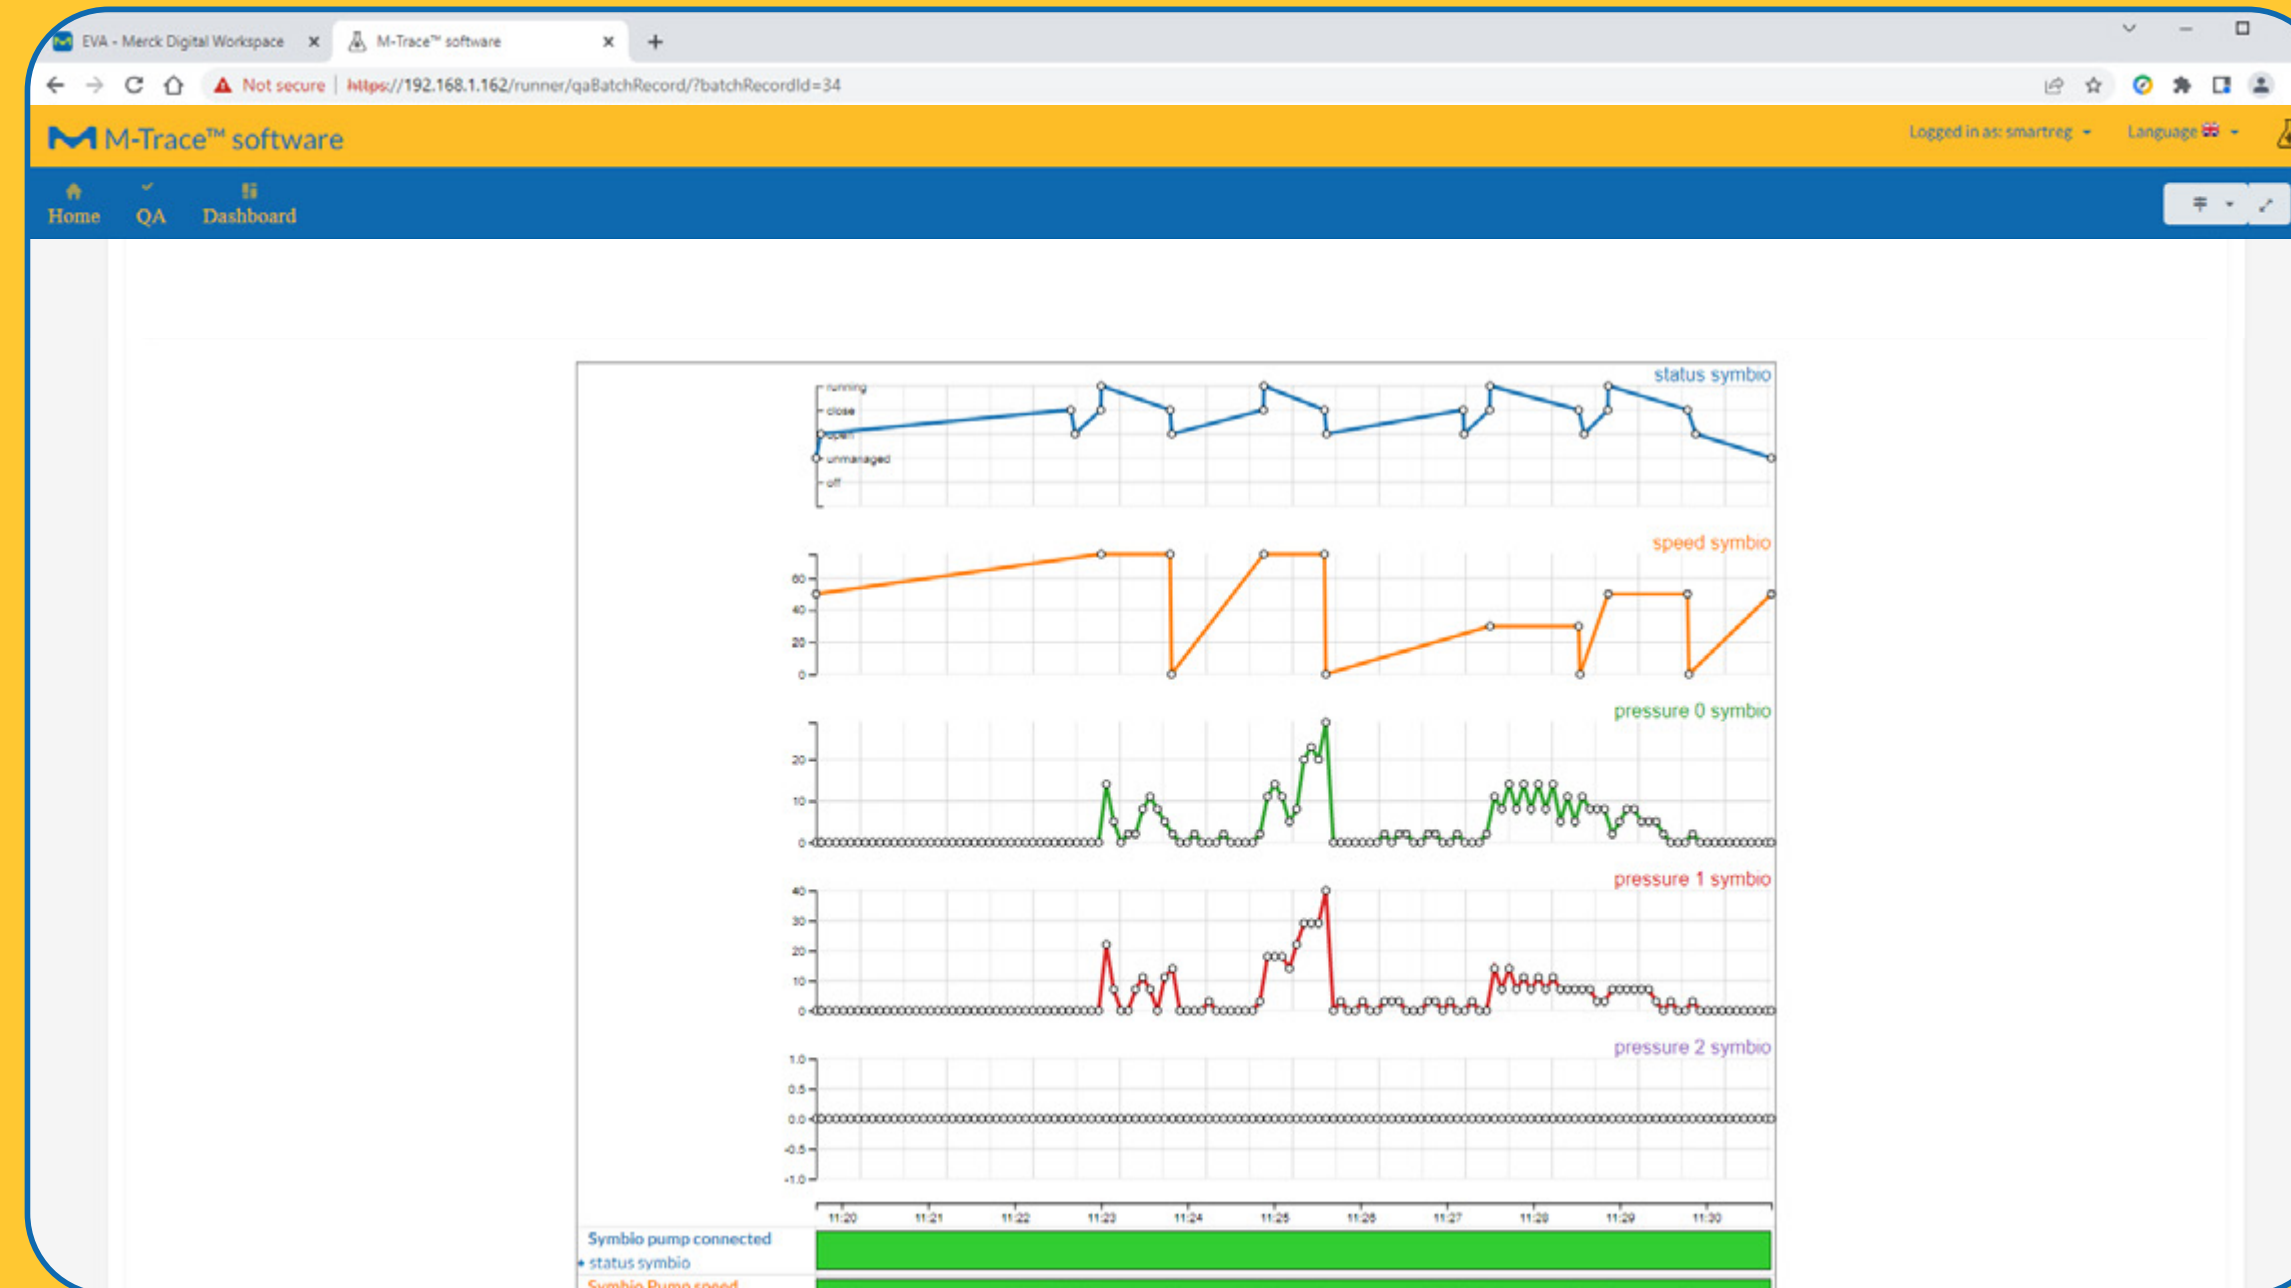 EVA - Merck Digital Workspace
M-Trace™ software
Not secure | https://192.168.1.162/runner/qaBatchRecord/?batchRecordId=34
M-Trace™ software
Logged in as: smartreg
Language
Home
QA
Dashboard
status symbio
running
close
open
unmanaged
off
speed symbio
60
40
20
0
pressure 0 symbio
20
10
0
pressure 1 symbio
40
30
20
10
0
pressure 2 symbio
1.0
0.5
0.0
-0.5
-1.0
11:20 11:21 11:22 11:23 11:24 11:25 11:26 11:27 11:28 11:29 11:30
Symbio pump connected
status symbio
Symbio Pump speed